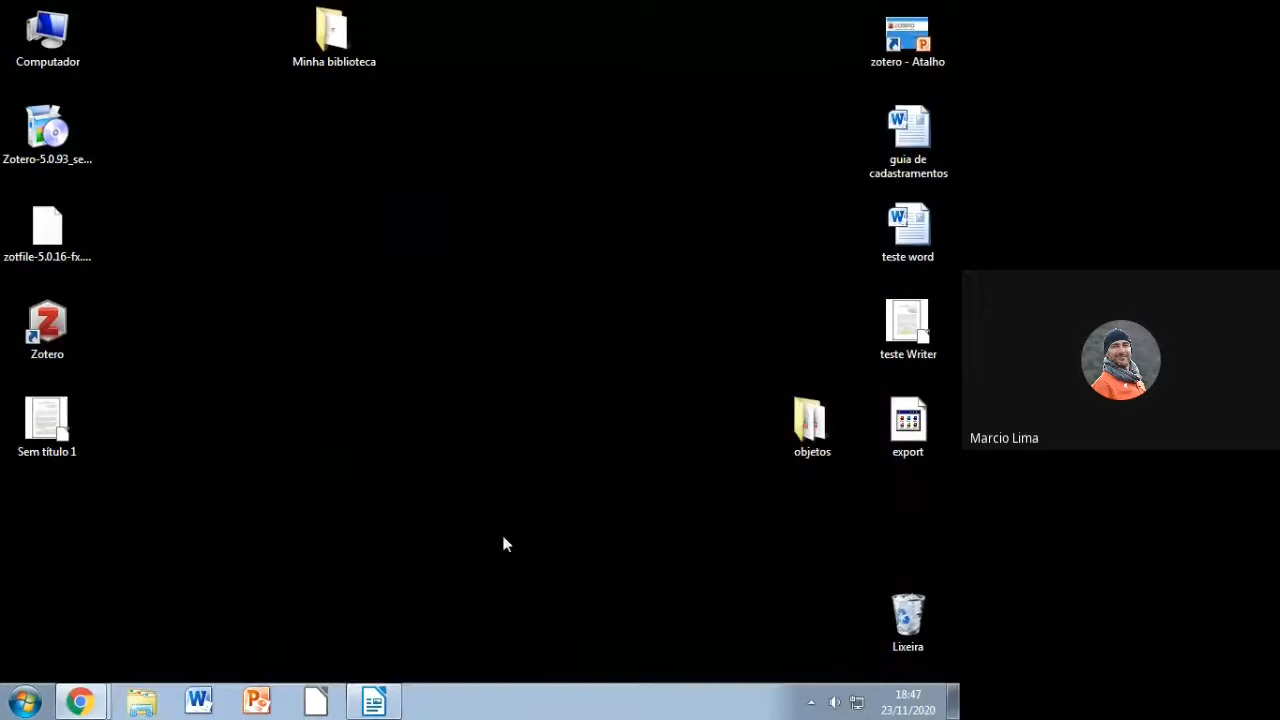 Computador
Minha biblioteca
zotero - Atalho
Zotero-5.0.93_se...
guia de
cadastramentos
zotfile-5.0.16-fx....
teste word
Zotero
teste Writer
Sem título 1
objetos
export
Marcio Lima
Lixeira
18:47
23/11/2020